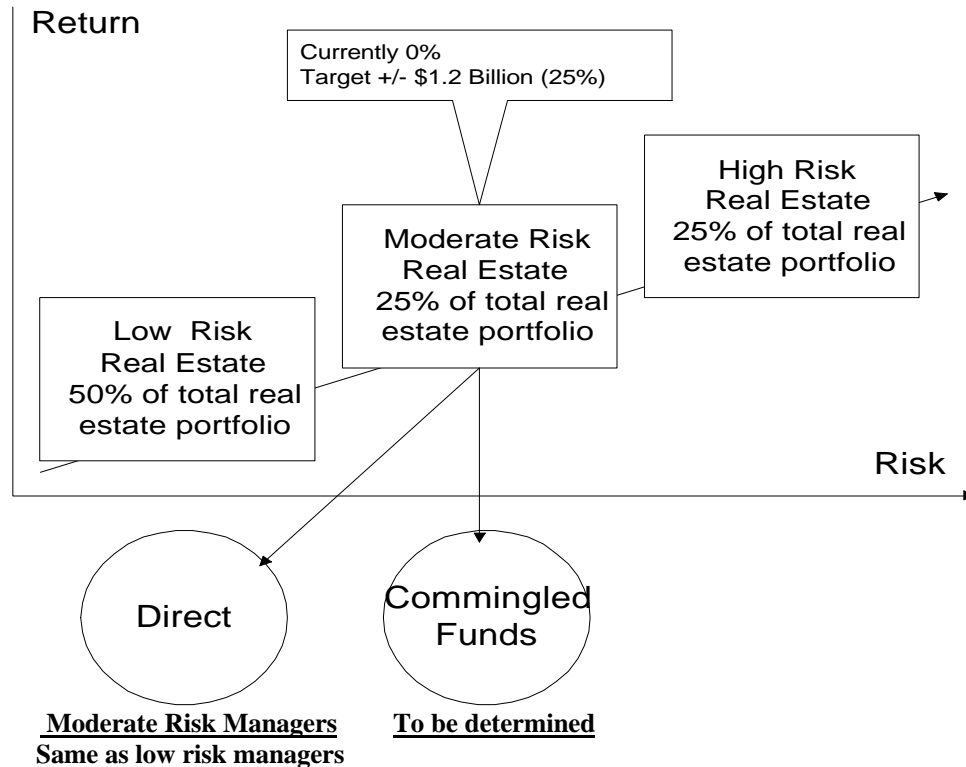 Return
Currently 0%
Target +/- $1.2 Billion (25%)
High Risk
Real Estate
25% of total real
estate portfolio
Moderate Risk
Real Estate
25% of total real
estate portfolio
Low Risk
Real Estate
50% of total real
estate portfolio
Risk
Direct
Commingled
Funds
Moderate Risk Managers
Same as low risk managers
To be determined